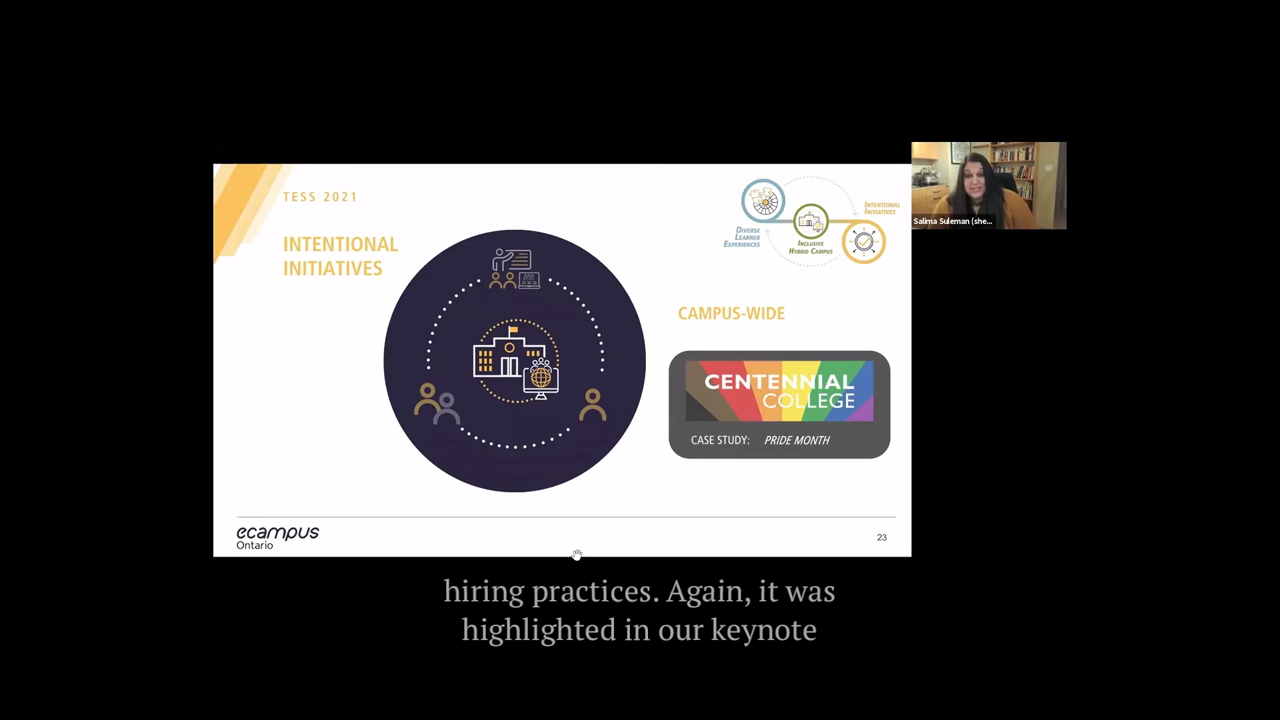 TESS 2021
INTENTIONAL
INITIATIVES
DIVERSE
LEARNER
EXPERIENCES
INCLUSIVE
HYBRID CAMPUS
INTENTIONAL
INITIATIVES
Salima Suleman (she...
CAMPUS-WIDE
CENTENNIAL
COLLEGE
CASE STUDY: PRIDE MONTH
ecampus
Ontario
23
hiring practices. Again, it was
highlighted in our keynote